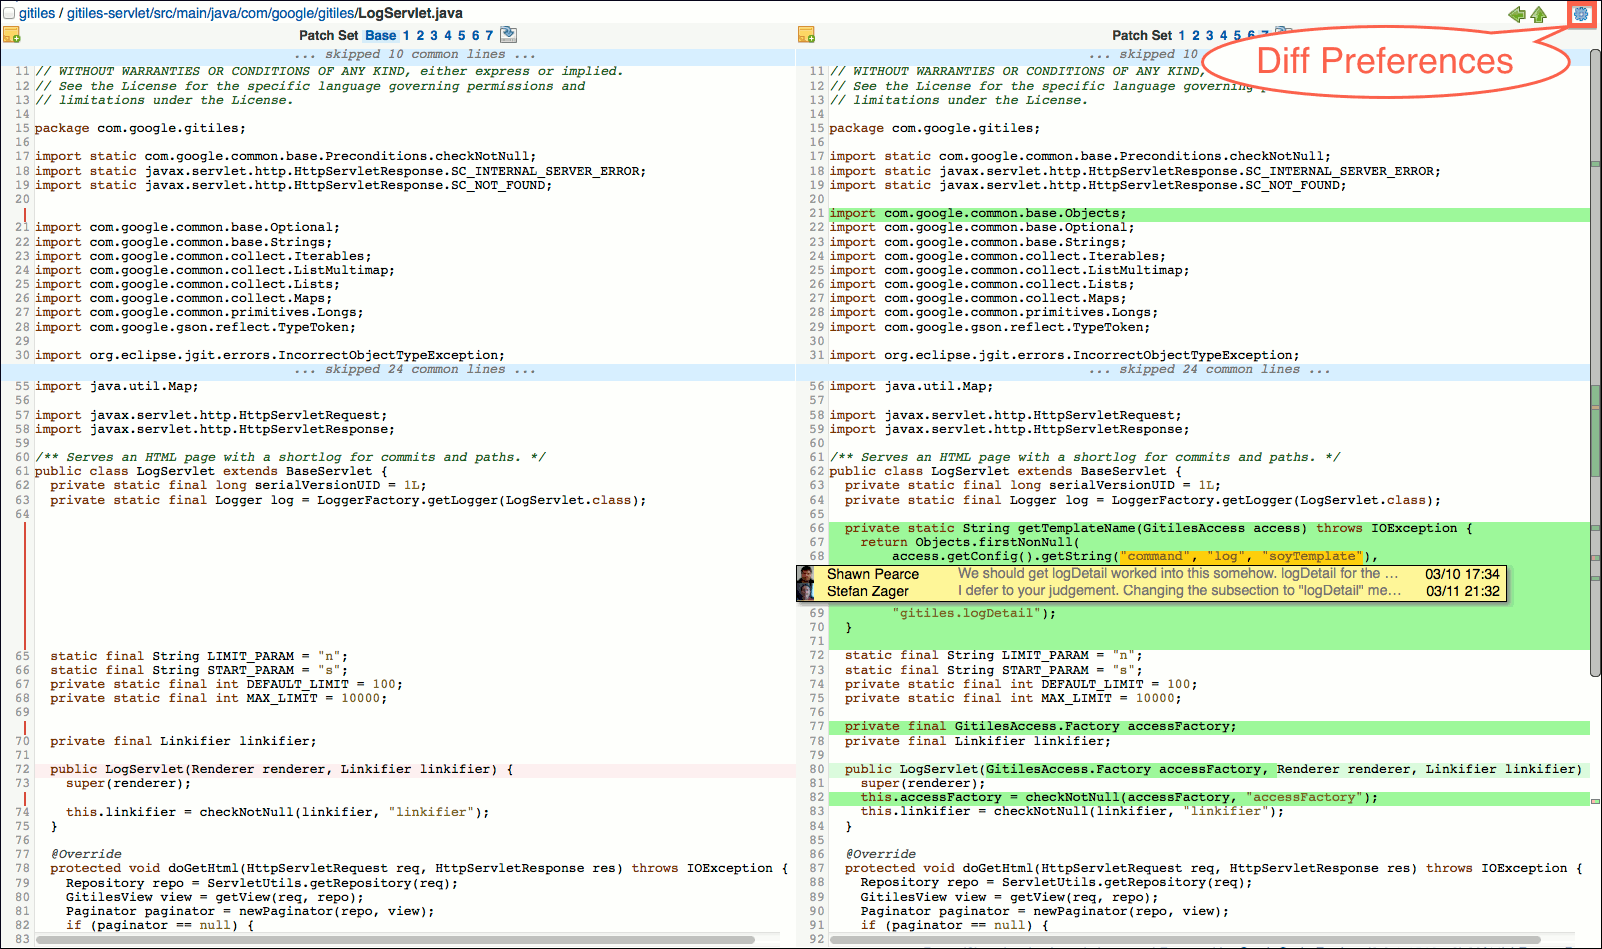 gitiles / gitiles-servlet/src/main/java/com/google/gitiles/LogServlet.java
Patch Set Base 1 2 3 4 5 6 7
... skipped 10 common lines ...
11 // WITHOUT WARRANTIES OR CONDITIONS OF ANY KIND, either express or implied.
12 // See the License for the specific language governing permissions and
13 // limitations under the License.
14
15 package com.google.gitiles;
16
17 import static com.google.common.base.Preconditions.checkNotNull;
18 import static javax.servlet.http.HttpServletResponse.SC_INTERNAL_SERVER_ERROR;
19 import static javax.servlet.http.HttpServletResponse.SC_NOT_FOUND;
20
21 import com.google.common.base.Optional;
22 import com.google.common.base.Strings;
23 import com.google.common.collect.Iterables;
24 import com.google.common.collect.ListMultimap;
25 import com.google.common.collect.Lists;
26 import com.google.common.collect.Maps;
27 import com.google.common.primitives.Longs;
28 import com.google.gson.reflect.TypeToken;
29
30 import org.eclipse.jgit.errors.IncorrectObjectTypeException;
... skipped 24 common lines ...
55 import java.util.Map;
56
57 import javax.servlet.http.HttpServletRequest;
58 import javax.servlet.http.HttpServletResponse;
59
60 /** Serves an HTML page with a shortlog for commits and paths. */
61 public class LogServlet extends BaseServlet {
62 private static final long serialVersionUID = 1L;
63 private static final Logger log = LoggerFactory.getLogger(LogServlet.class);
64
65 static final String LIMIT_PARAM = "n";
66 static final String START_PARAM = "s";
67 private static final int DEFAULT_LIMIT = 100;
68 private static final int MAX_LIMIT = 10000;
69
70 private final Linkifier linkifier;
71
72 public LogServlet(Renderer renderer, Linkifier linkifier) {
73 super(renderer);
74 this.linkifier = checkNotNull(linkifier, "linkifier");
75 }
76
77 @Override
78 protected void doGetHtml(HttpServletRequest req, HttpServletResponse res) throws IOException {
79 Repository repo = ServletUtils.getRepository(req);
80 GitilesView view = getView(req, repo);
81 Paginator paginator = newPaginator(repo, view);
82 if (paginator == null) {
83
Patch Set 1 2 3 4 5 6 7
Diff Preferences
... skipped 10
11 // WITHOUT WARRANTIES OR CONDITIONS OF ANY KIND,
12 // See the License for the specific language governing
13 // limitations under the License.
14
15 package com.google.gitiles;
16
17 import static com.google.common.base.Preconditions.checkNotNull;
18 import static javax.servlet.http.HttpServletResponse.SC_INTERNAL_SERVER_ERROR;
19 import static javax.servlet.http.HttpServletResponse.SC_NOT_FOUND;
20
21 import com.google.common.base.Objects;
22 import com.google.common.base.Optional;
23 import com.google.common.base.Strings;
24 import com.google.common.collect.Iterables;
25 import com.google.common.collect.ListMultimap;
26 import com.google.common.collect.Lists;
27 import com.google.common.collect.Maps;
28 import com.google.common.primitives.Longs;
29 import com.google.gson.reflect.TypeToken;
30
31 import org.eclipse.jgit.errors.IncorrectObjectTypeException;
... skipped 24 common lines ...
56 import java.util.Map;
57
58 import javax.servlet.http.HttpServletRequest;
59 import javax.servlet.http.HttpServletResponse;
60
61 /** Serves an HTML page with a shortlog for commits and paths. */
62 public class LogServlet extends BaseServlet {
63 private static final long serialVersionUID = 1L;
64 private static final Logger log = LoggerFactory.getLogger(LogServlet.class);
65
66 private static String getTemplateName(GitilesAccess access) throws IOException {
67 return Objects.firstNonNull(
68 access.getConfig().getString("command", "log", "soyTemplate"),
Shawn Pearce We should get logDetail worked into this somehow. logDetail for the ... 03/10 17:34
Stefan Zager I defer to your judgement. Changing the subsection to "logDetail" me... 03/11 21:32
69 "gitiles.logDetail");
70 }
71
72 static final String LIMIT_PARAM = "n";
73 static final String START_PARAM = "s";
74 private static final int DEFAULT_LIMIT = 100;
75 private static final int MAX_LIMIT = 10000;
76
77 private final GitilesAccess.Factory accessFactory;
78 private final Linkifier linkifier;
79
80 public LogServlet(GitilesAccess.Factory accessFactory, Renderer renderer, Linkifier linkifier)
81 super(renderer);
82 this.accessFactory = checkNotNull(accessFactory, "accessFactory");
83 this.linkifier = checkNotNull(linkifier, "linkifier");
84 }
85
86 @Override
87 protected void doGetHtml(HttpServletRequest req, HttpServletResponse res) throws IOException {
88 Repository repo = ServletUtils.getRepository(req);
89 GitilesView view = getView(req, repo);
90 Paginator paginator = newPaginator(repo, view);
91 if (paginator == null) {
92